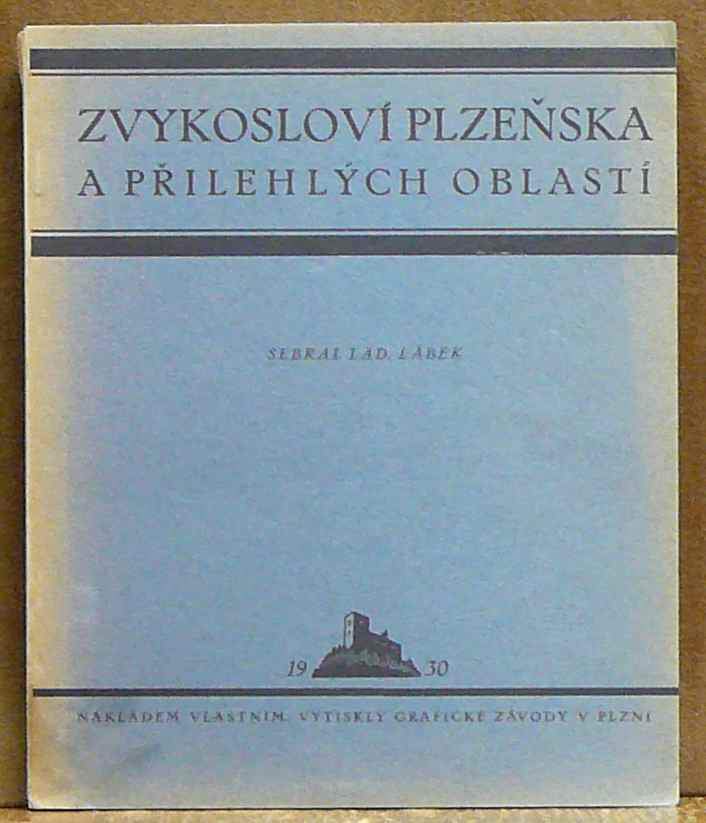 ZVYKOSLOVÍ PLZEŇSKA
A PŘILEHLÝCH OBLASTÍ
SEBRAL LAD. LÁBEK
19 30
NÁKLADEM VLASTNÍM. VYTISKLY GRAFICKÉ ZÁVODY V PLZNI